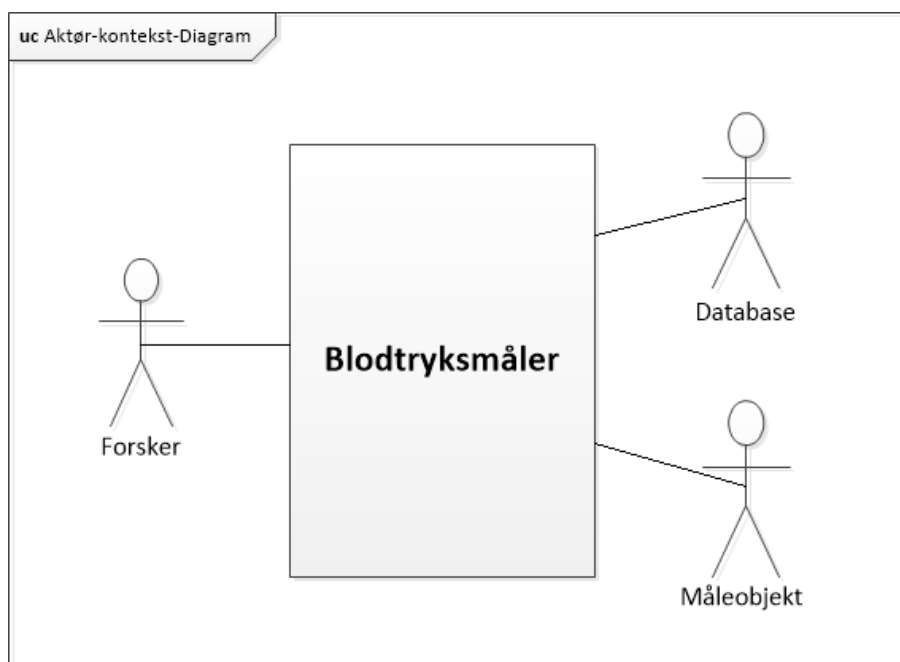 uc Aktør-kontekst-Diagram
Database
Blodtryksmåler
Forsker
Måleobjekt